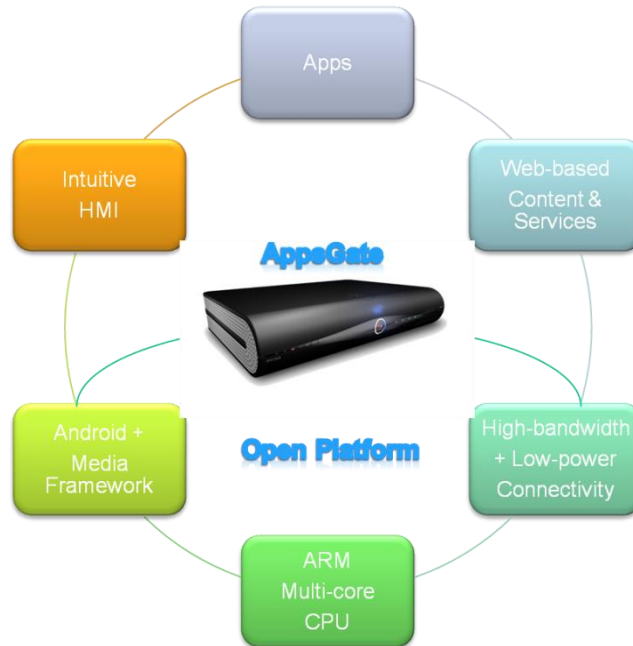 Apps
Intuitive
HMI
Web-based
Content &
Services
AppsGate
Android +
Media
Framework
Open Platform
High-bandwidth
+ Low-power
Connectivity
ARM
Multi-core
CPU